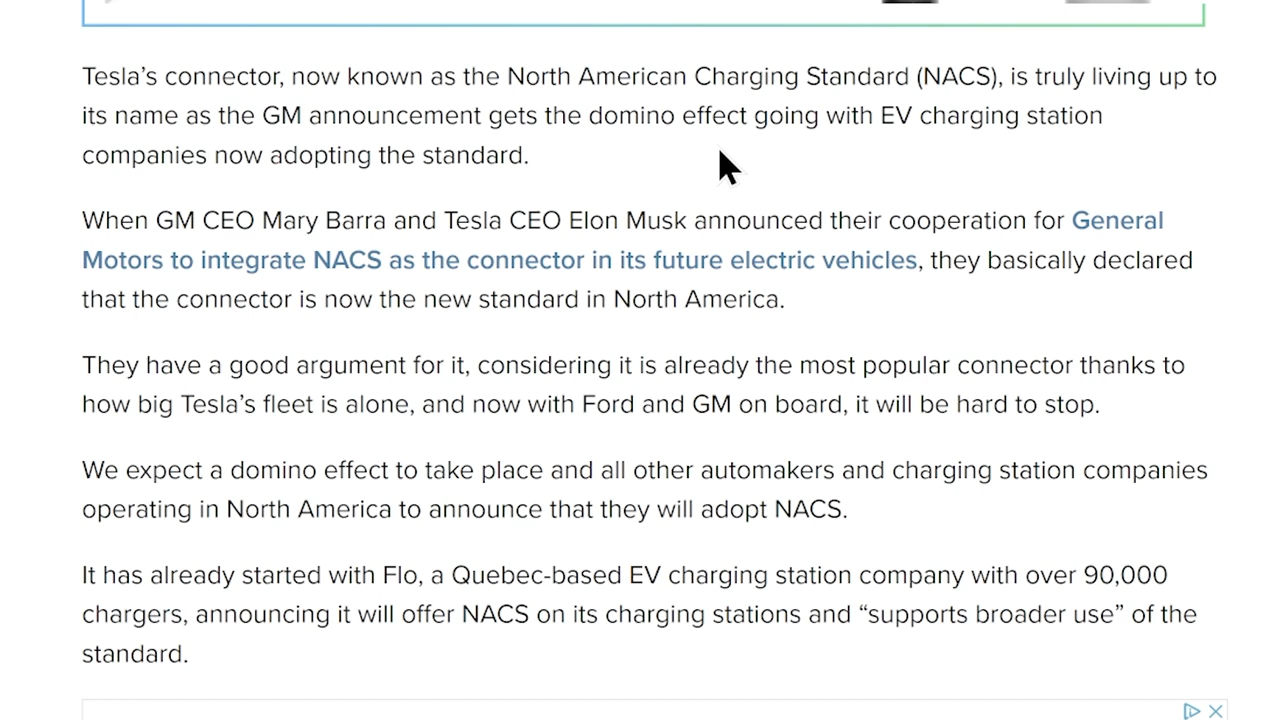 Tesla’s connector, now known as the North American Charging Standard (NACS), is truly living up to
its name as the GM announcement gets the domino effect going with EV charging station
companies now adopting the standard.
When GM CEO Mary Barra and Tesla CEO Elon Musk announced their cooperation for General
Motors to integrate NACS as the connector in its future electric vehicles, they basically declared
that the connector is now the new standard in North America.
They have a good argument for it, considering it is already the most popular connector thanks to
how big Tesla’s fleet is alone, and now with Ford and GM on board, it will be hard to stop.
We expect a domino effect to take place and all other automakers and charging station companies
operating in North America to announce that they will adopt NACS.
It has already started with Flo, a Quebec-based EV charging station company with over 90,000
chargers, announcing it will offer NACS on its charging stations and “supports broader use” of the
standard.